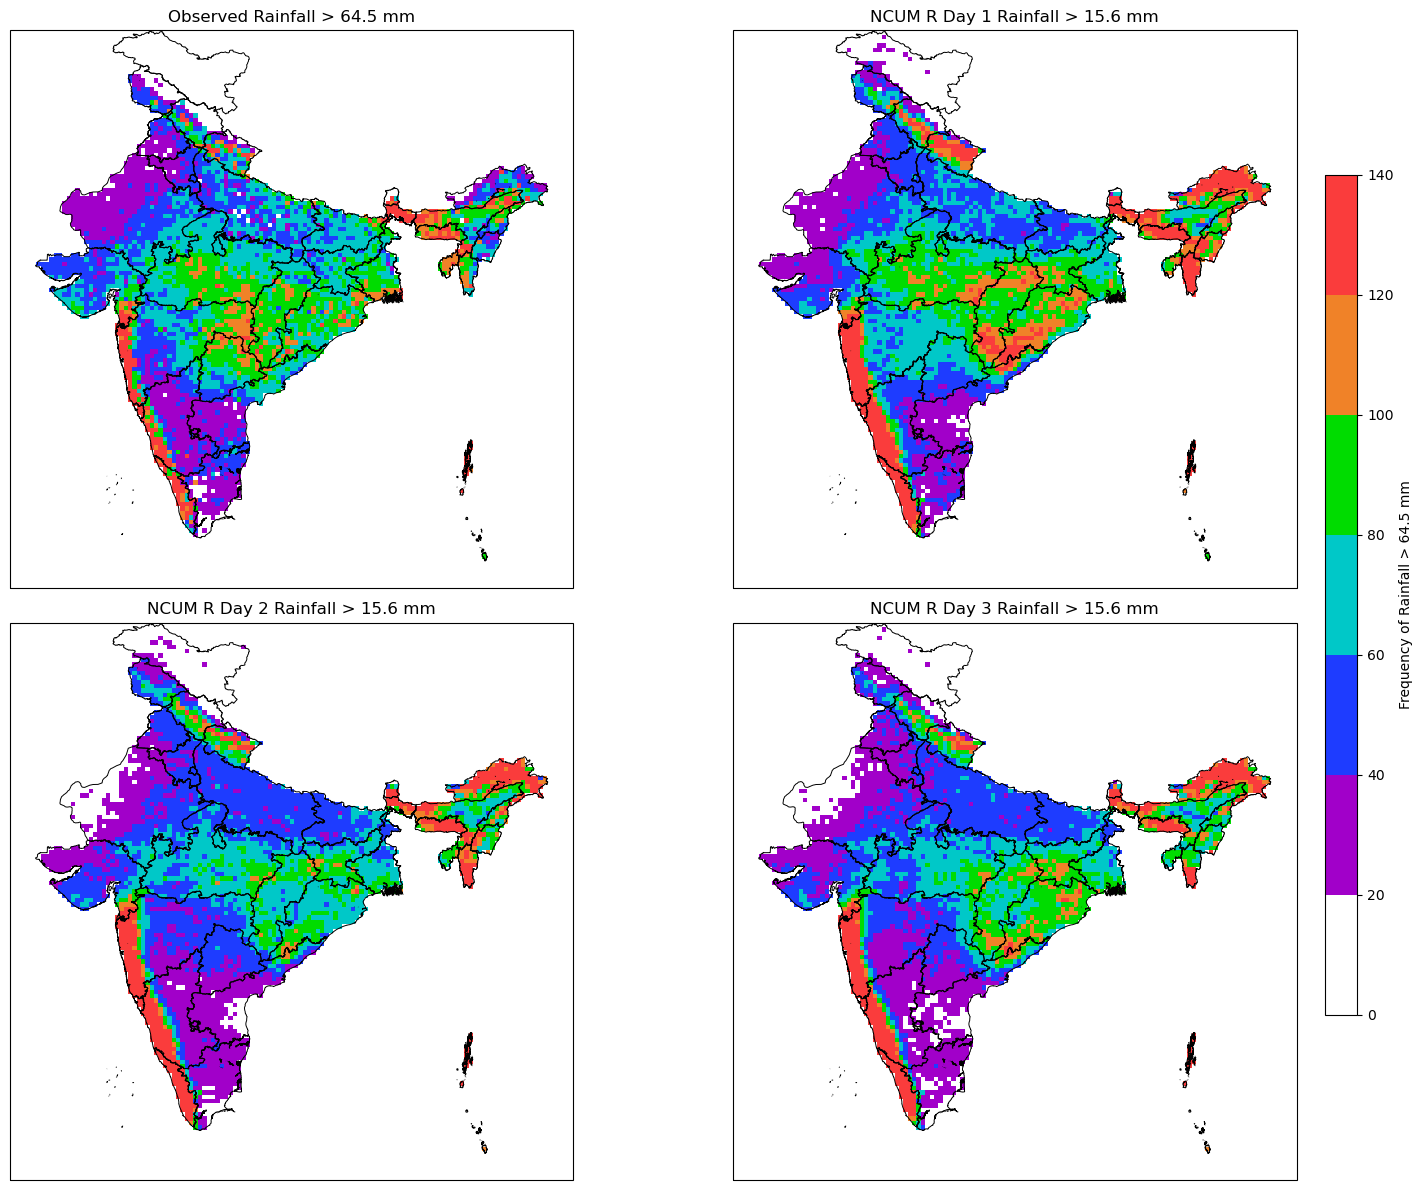 Observed Rainfall > 64.5 mm
NCUM R Day 1 Rainfall > 15.6 mm
NCUM R Day 2 Rainfall > 15.6 mm
NCUM R Day 3 Rainfall > 15.6 mm
140
120
100
80
60
40
20
0
Frequency of Rainfall > 64.5 mm